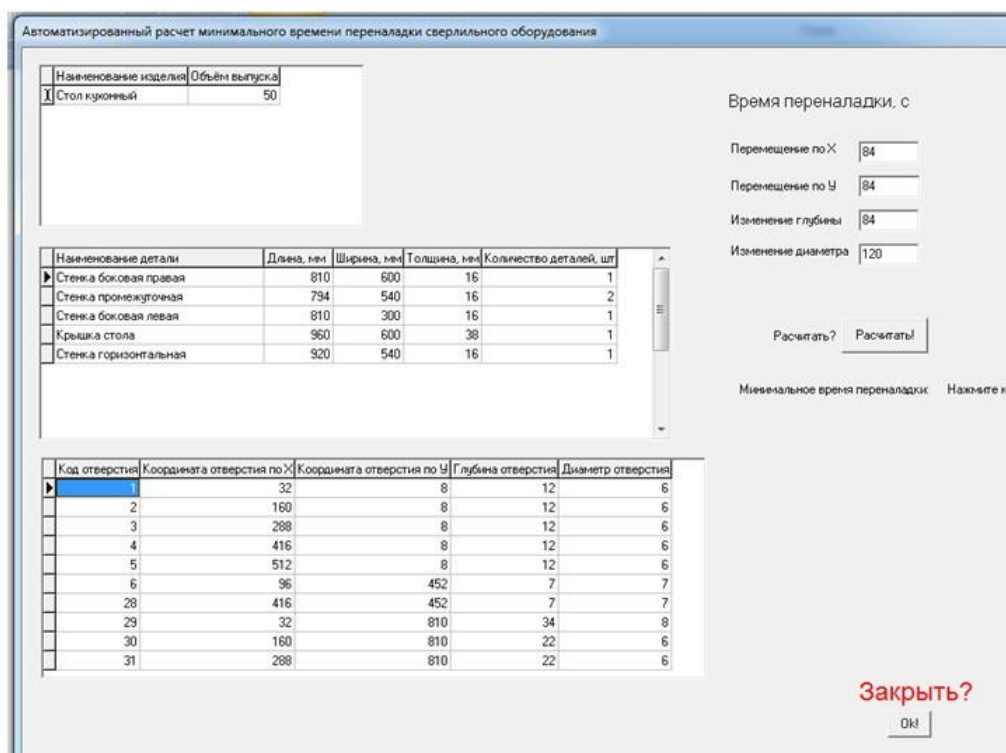 Автоматизированный расчет минимального времени переналадки сверлильного оборудования
Наименование изделия Объём выпуска
Стол кухонный 50
Время переналадки, с
Перемещение по X 84
Перемещение по У 84
Изменение глубины 84
Изменение диаметра 120
Наименование детали Длина, мм Ширина, мм Толщина, мм Количество деталей, шт
Стенка боковая правая 810 600 16 1
Стенка промежуточная 794 540 16 2
Стенка боковая левая 810 300 16 1
Крышка стола 960 600 38 1
Стенка горизонтальная 920 540 16 1
Расчитать? Расчитать!
Минимальное время переналадки: Нажмите к
Код отверстия Координата отверстия по X Координата отверстия по У Глубина отверстия Диаметр отверстия
1 32 8 12 6
2 160 8 12 6
3 288 8 12 6
4 416 8 12 6
5 512 8 12 6
6 96 452 7 7
28 416 452 7 7
29 32 810 34 8
30 160 810 22 6
31 288 810 22 6
Закрыть?
Ok!